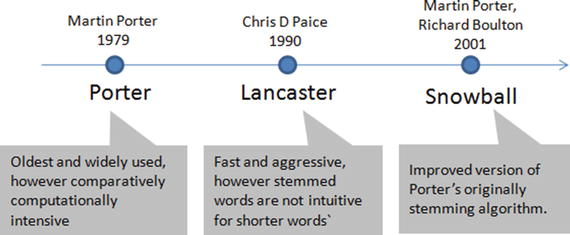 Martin Porter
1979
Chris D Paice
1990
Martin Porter,
Richard Boulton
2001
Porter
Lancaster
Snowball
Oldest and widely used,
however comparatively
computationally
intensive
Fast and aggressive,
however stemmed
words are not intuitive
for shorter words`
Improved version of
Porter’s originally
stemming algorithm.